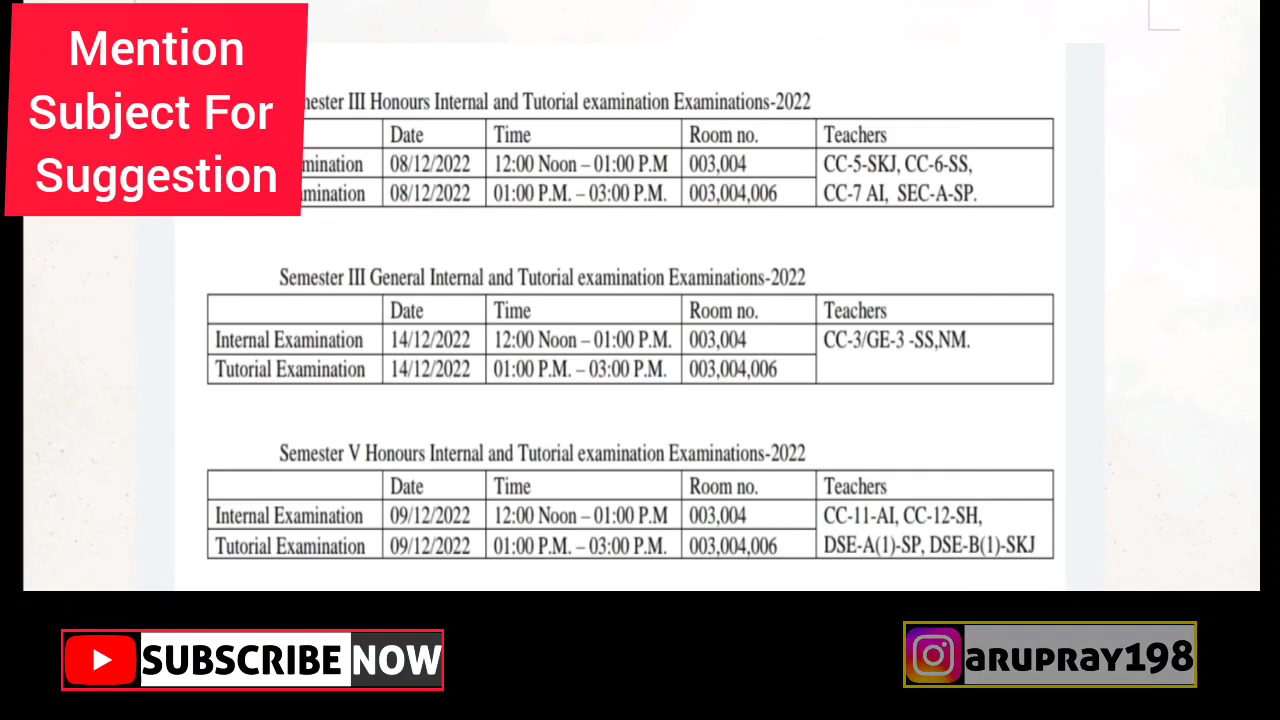 Mention
Subject For
Suggestion
III Honours Internal and Tutorial examination Examinations-2022
Date Time Room no. Teachers
08/12/2022 12:00 Noon – 01:00 P.M 003,004 CC-5-SKJ, CC-6-SS,
08/12/2022 01:00 P.M. – 03:00 P.M. 003,004,006 CC-7 AI, SEC-A-SP.
Semester III General Internal and Tutorial examination Examinations-2022
Date Time Room no. Teachers
Internal Examination 14/12/2022 12:00 Noon – 01:00 P.M. 003,004 CC-3/GE-3 -SS,NM.
Tutorial Examination 14/12/2022 01:00 P.M. – 03:00 P.M. 003,004,006
Semester V Honours Internal and Tutorial examination Examinations-2022
Date Time Room no. Teachers
Internal Examination 09/12/2022 12:00 Noon – 01:00 P.M 003,004 CC-11-AI, CC-12-SH,
Tutorial Examination 09/12/2022 01:00 P.M. – 03:00 P.M. 003,004,006 DSE-A(1)-SP, DSE-B(1)-SKJ
SUBSCRIBE NOW
arupray198